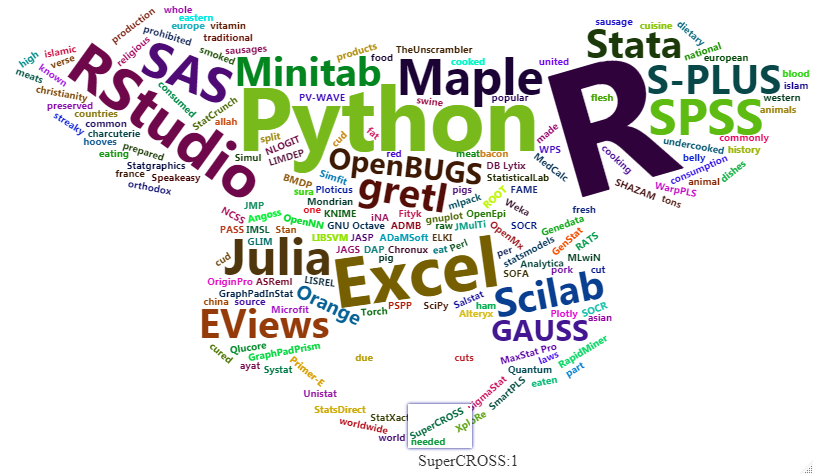 whole
production
eastern
europe
vitamin
prohibited
traditional
high
islamic
verse
religious
smoked
sausages
known
meats
christianity
SAS
RStudio
preserved
countries
common
streaky
charcuterie
hooves
eating
prepared
consumed
StatCrunch
allah
Minitab
products
food
TheUnscrambler
cooked
Maple
united
PV-WAVE
swine
popular
Python
sausage
cuisine
dietary
Stata
national
european
S-PLUS
blood
islam
western
animals
SPSS
R
flesh
commonly
undercooked
history
belly
dishes
consumption
WarpPLS
animal
SHAZAM
tons
cooking
made
WPS
MedCalc
split
cud
fat
NLOGIT
LIMDEP
Simul
red
meat
bacon
OpenBUGS
DB Lytix
StatisticalLab
Statgraphics
france
Speakeasy
orthodox
BMDP
Simfit
sura
Ploticus
gretl
pigs
FAME
mlpack
ROOT
Weka
JMP
Mondrian
NCSS
Angoss
one
KNIME
iNA
Fityk
gnuplot
OpenEpi
fresh
OpenNN
PASS
IMSL
Stan
GNU Octave
ADMB
raw
JMulTi
SOCR
Genedata
GLIM
LIBSVM
JASP
ADaMSoft
ELKI
Perl
OpenMx
per
statsmodels
GenStat
RATS
JAGS
DAP
Chronux
eat
cud
Julia
pig
Excel
Analytica
MLwiN
SOFA
pork
cut
OriginPro
ASReml
LISREL
GraphPadInStat
Orange
china
source
Microfit
Torch
PSPP
SciPy
Salstat
ham
Alteryx
Scilab
Plotly
SOCR
asian
EViews
GAUSS
cured
Qlucore
GraphPadPrism
ayat
Systat
Primer-E
due
cuts
MaxStat Pro
laws
RapidMiner
Quantum
part
eaten
Unistat
SigmaStat
SmartPLS
StatsDirect
worldwide
StatXact
SuperCROSS
XploRe
world
needed
SuperCROSS:1